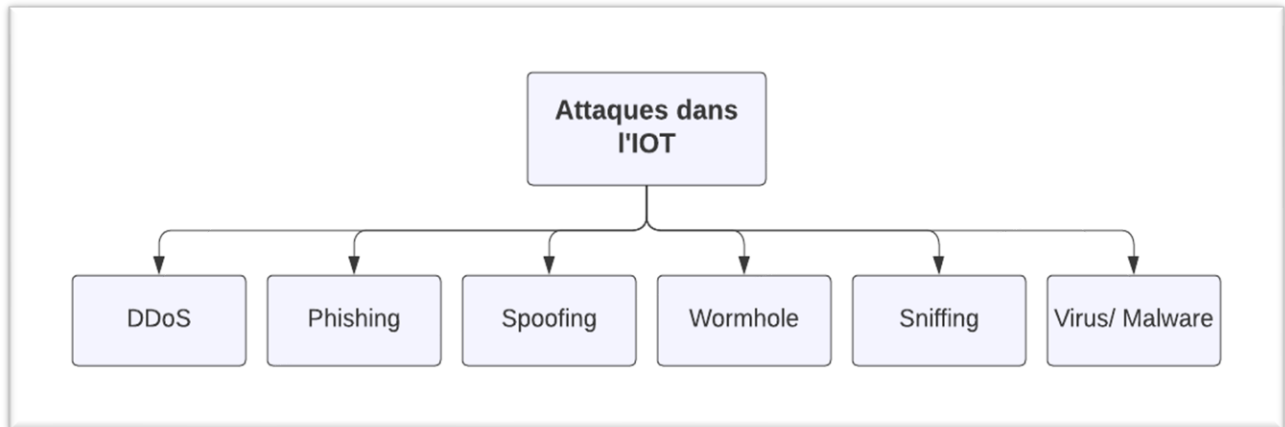 Attaques dans
l'IOT
DDoS
Phishing
Spoofing
Wormhole
Sniffing
Virus/ Malware